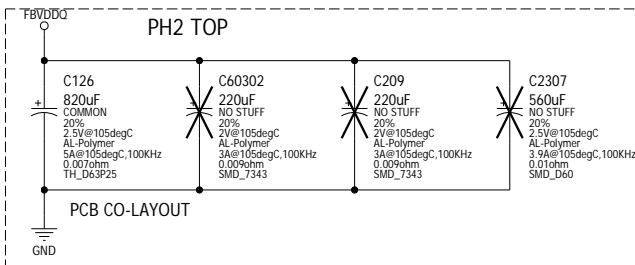 FBVDDQ
PH2 TOP
C126
820uF
COMMON
20%
2.5V@105degC
AL-Polymer
5A@105degC,100KHz
0.007ohm
TH_D63P25
C60302
220uF
NO STUFF
20%
2V@105degC
AL-Polymer
3A@105degC,100KHz
0.009ohm
SMD_7343
C209
220uF
NO STUFF
20%
2V@105degC
AL-Polymer
3A@105degC,100KHz
0.009ohm
SMD_7343
C2307
560uF
NO STUFF
20%
2.5V@105degC
AL-Polymer
3.9A@105degC,100KHz
0.01ohm
SMD_D60
PCB CO-LAYOUT
GND